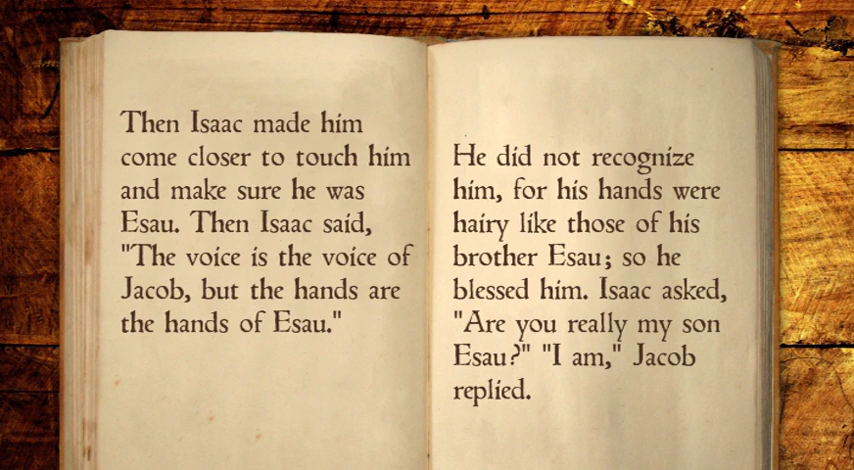 Then Isaac made him
come closer to touch him
and make sure he was
Esau. Then Isaac said,
"The voice is the voice of
Jacob, but the hands are
the hands of Esau."
He did not recognize
him, for his hands were
hairy like those of his
brother Esau; so he
blessed him. Isaac asked,
"Are you really my son
Esau?" "I am," Jacob
replied.